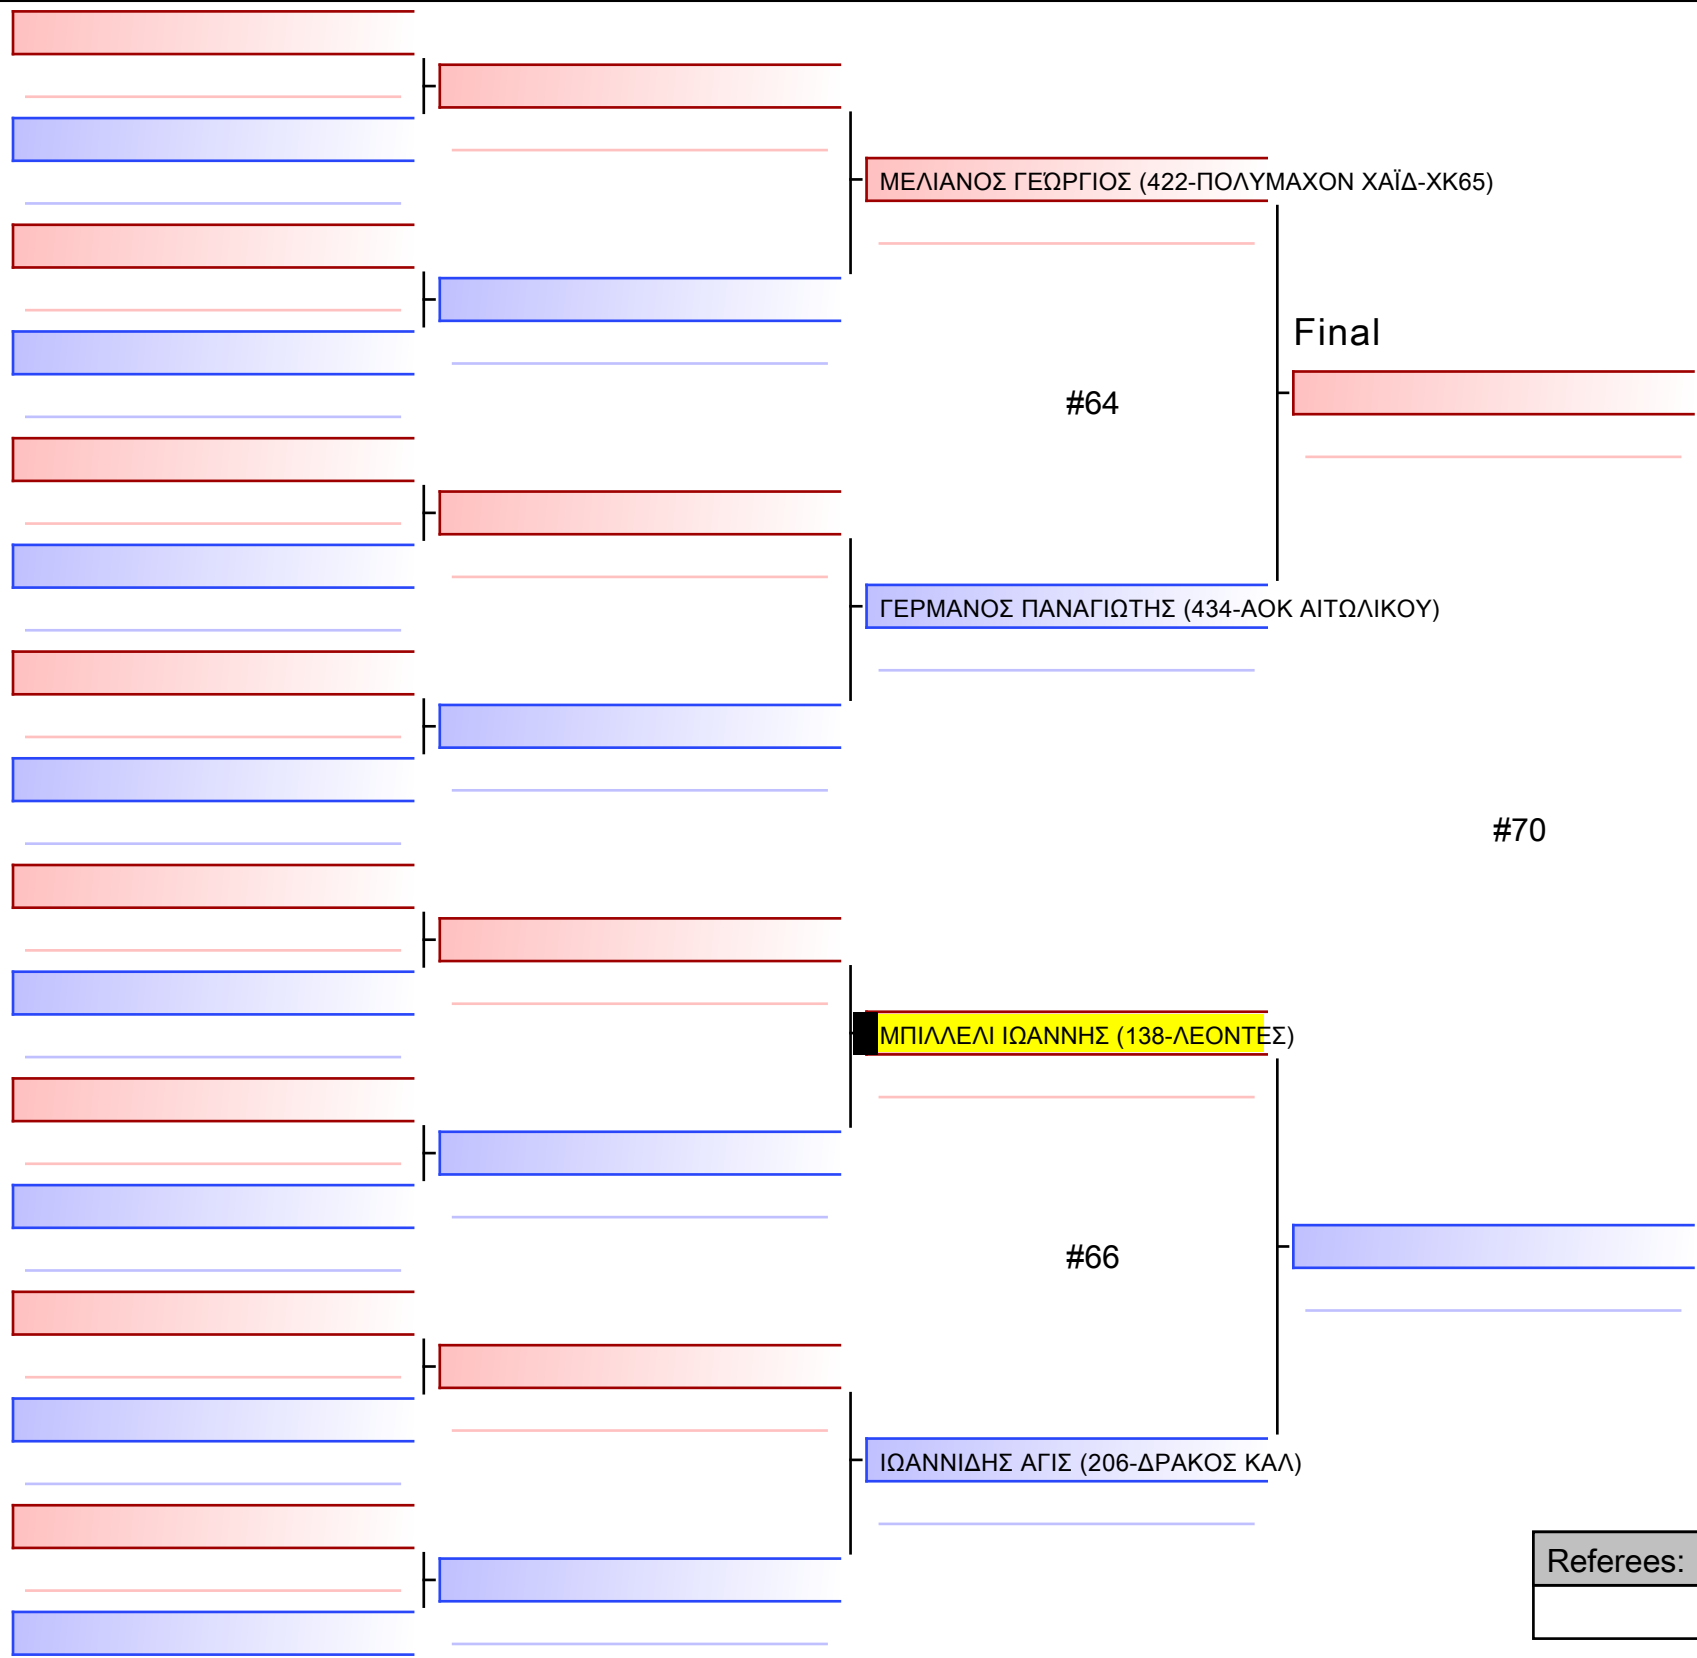 ΜΕΛΙΑΝΟΣ ΓΕΏΡΓΙΟΣ (422-ΠΟΛΥΜΑΧΟΝ ΧΑΪΔ-ΧΚ65)
Final
#64
ΓΕΡΜΑΝΟΣ ΠΑΝΑΓΙΩΤΗΣ (434-ΑΟΚ ΑΙΤΩΛΙΚΟΥ)
#70
ΜΠΙΛΛΕΛΙ ΙΩΑΝΝΗΣ (138-ΛΕΟΝΤΕΣ)
#66
ΙΩΑΝΝΙΔΗΣ ΑΓΙΣ (206-ΔΡΑΚΟΣ ΚΑΛ)
Referees: